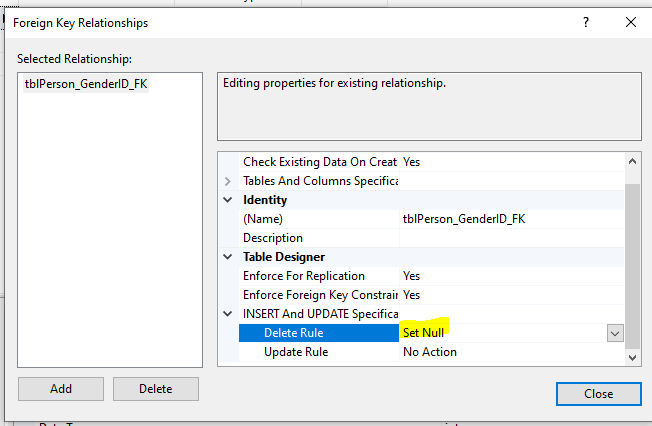 Foreign Key Relationships
Selected Relationship:
tblPerson_GenderID_FK
Editing properties for existing relationship.
Check Existing Data On Creat Yes
Tables And Columns Specifica
Identity
(Name) tblPerson_GenderID_FK
Description
Table Designer
Enforce For Replication Yes
Enforce Foreign Key Constrain Yes
INSERT And UPDATE Specifica
Delete Rule Set Null
Update Rule No Action
Add Delete
Close